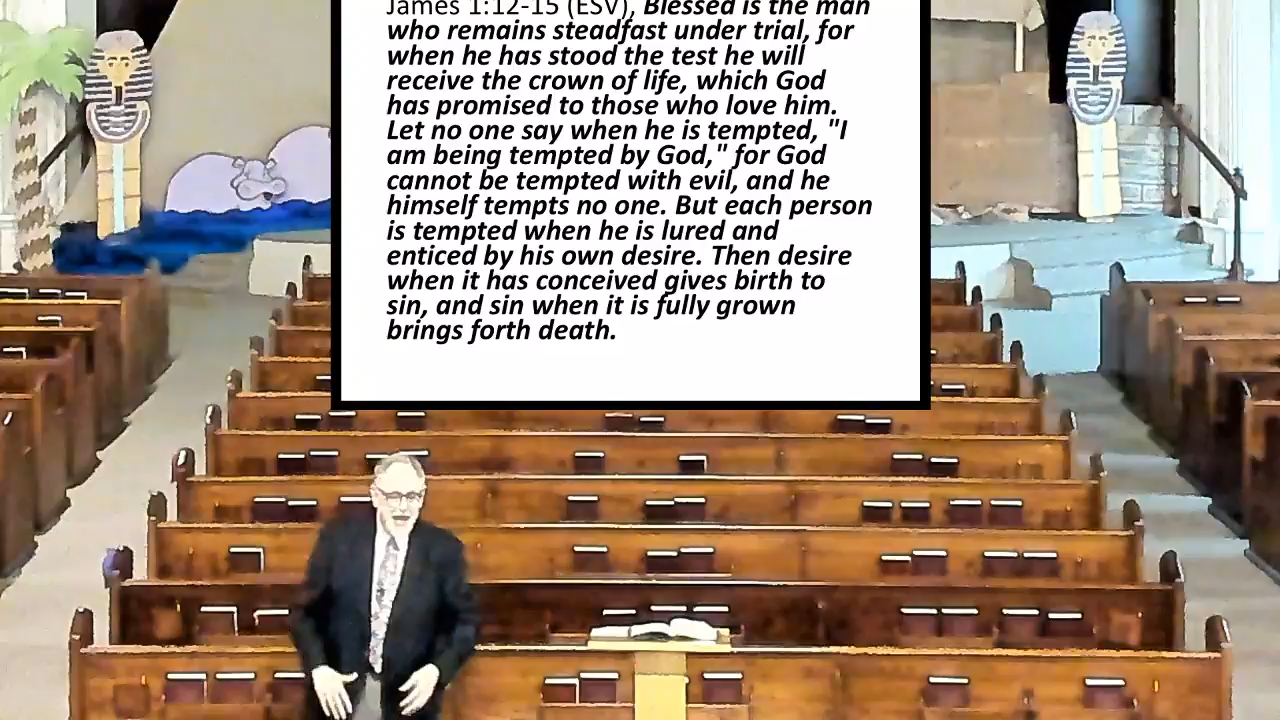 James 1:12-15 (ESV), Blessed is the man
who remains steadfast under trial, for
when he has stood the test he will
receive the crown of life, which God
has promised to those who love him.
Let no one say when he is tempted, "I
am being tempted by God," for God
cannot be tempted with evil, and he
himself tempts no one. But each person
is tempted when he is lured and
enticed by his own desire. Then desire
when it has conceived gives birth to
sin, and sin when it is fully grown
brings forth death.